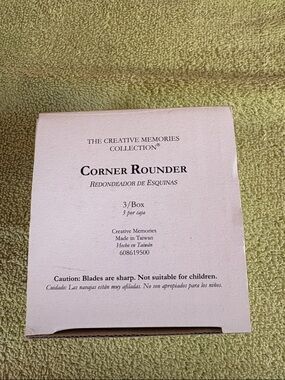 THE CREATIVE MEMORIES
COLLECTION®
CORNER ROUNDER
REDONDEADOR DE ESQUINAS
3/Box
3 por caja
Creative Memories
Made in Taiwan
Hecho en Taiwán
608619500
Caution: Blades are sharp. Not suitable for children.
Cuidado: Las navajas están muy afiladas. No son apropiados para los niños.